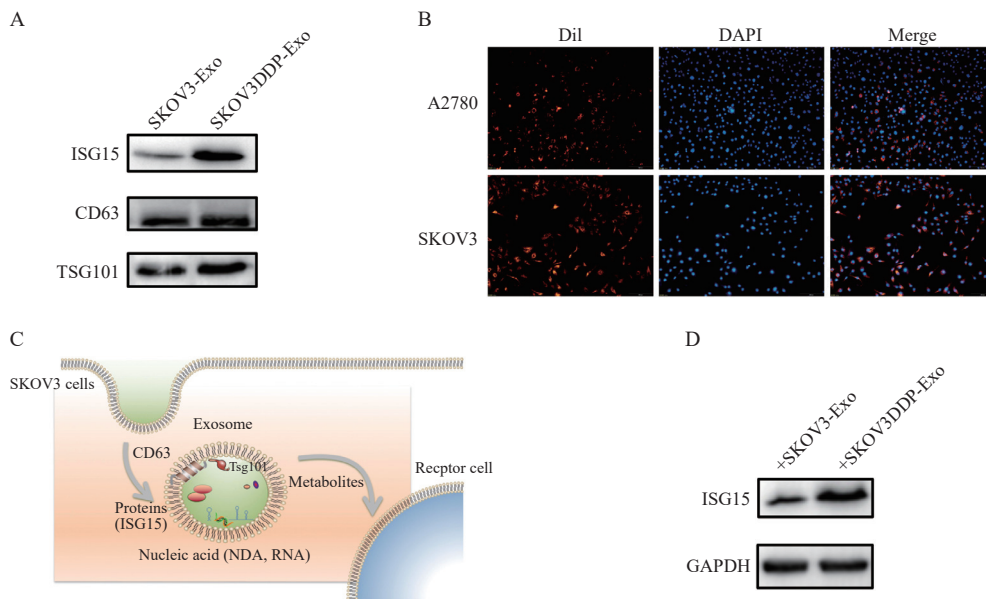 A
SKOV3-Exo
SKOV3DDP-Exo
ISG15
CD63
TSG101
B
Dil
DAPI
Merge
A2780
SKOV3
C
SKOV3 cells
Exosome
CD63
Tsg101
Metabolites
Recptor cell
Proteins
(ISG15)
Nucleic acid (NDA, RNA)
D
+SKOV3-Exo
+SKOV3DDP-Exo
ISG15
GAPDH